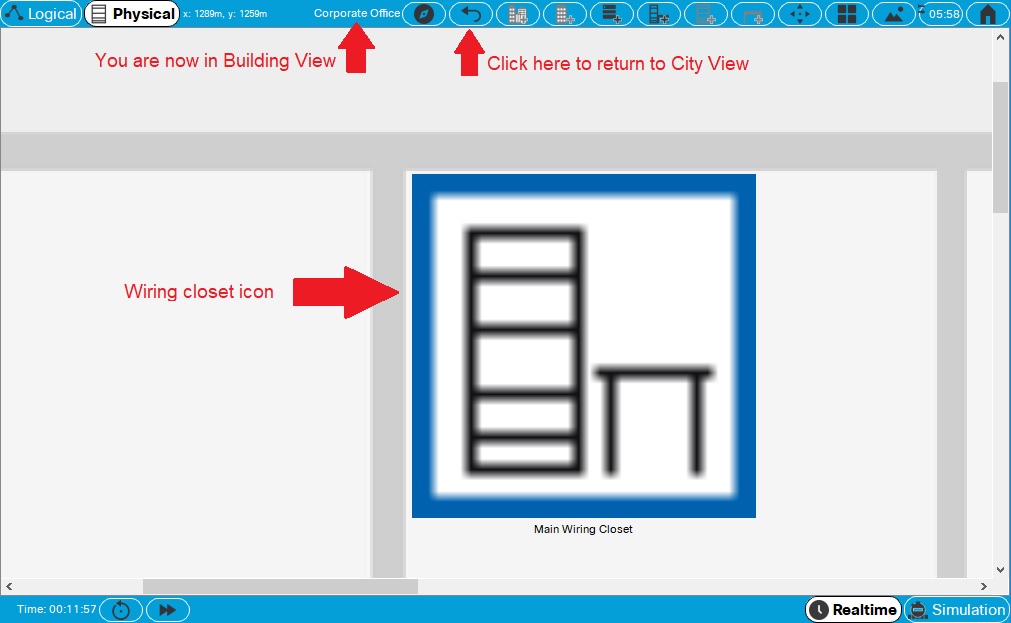 Logical
Physical
x: 1289m, y: 1259m
Corporate Office
05:58
You are now in Building View
Click here to return to City View
Wiring closet icon
Main Wiring Closet
Time: 00:11:57
Realtime
Simulation